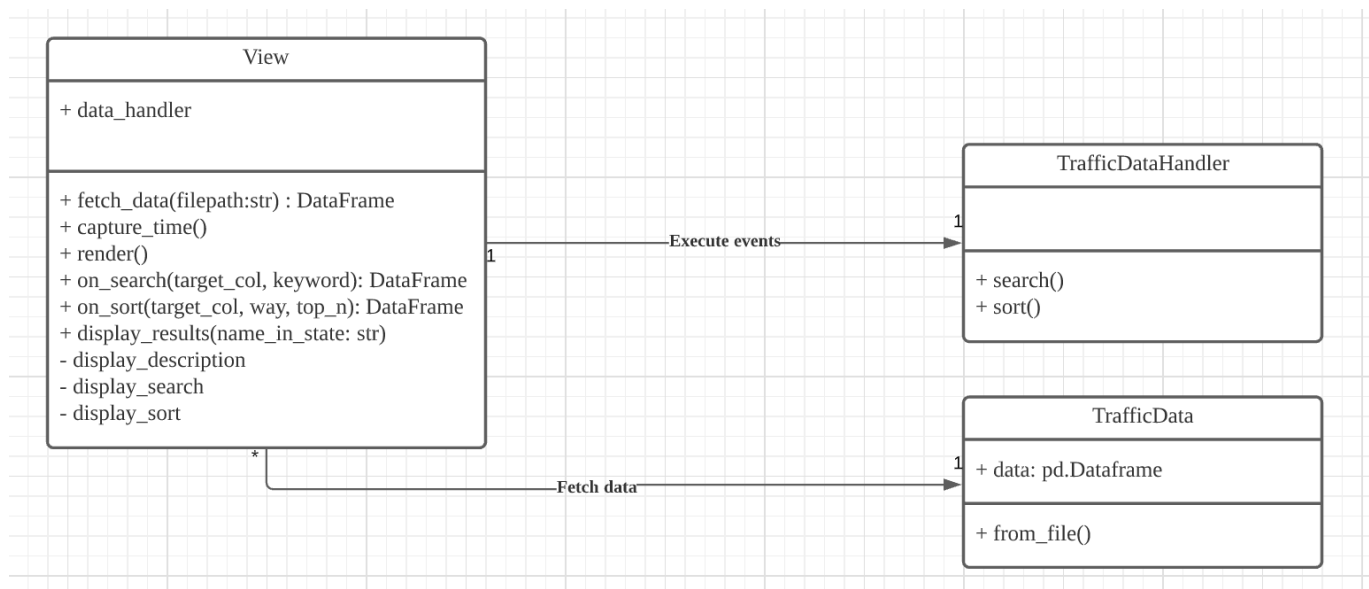 View
+ data_handler
+ fetch_data(filepath:str) : DataFrame
+ capture_time()
+ render()
+ on_search(target_col, keyword): DataFrame
+ on_sort(target_col, way, top_n): DataFrame
+ display_results(name_in_state: str)
- display_description
- display_search
- display_sort
1
Execute events
1
TrafficDataHandler
+ search()
+ sort()
*
Fetch data
1
TrafficData
+ data: pd.Dataframe
+ from_file()